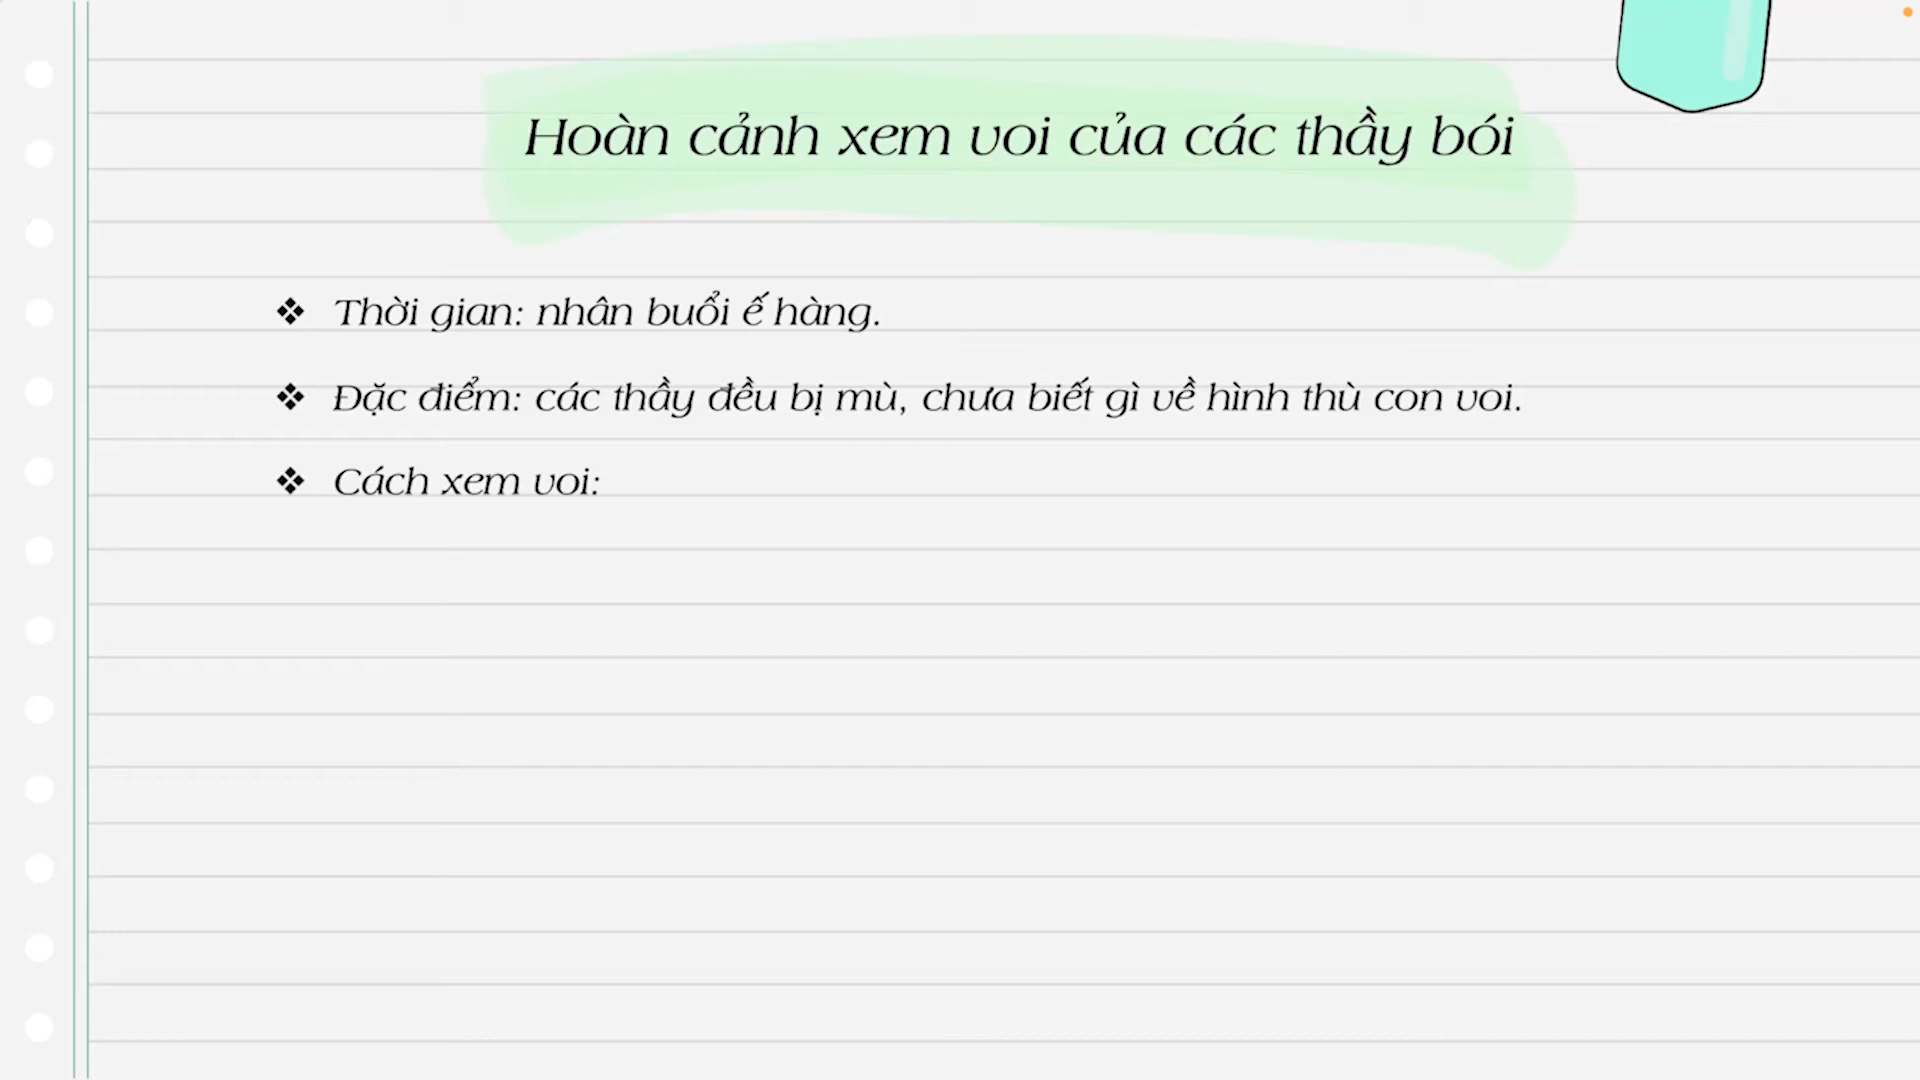 Hoàn cảnh xem voi của các thầy bói
❖ Thời gian: nhân buổi ế hàng.
❖ Đặc điểm: các thầy đều bị mù, chưa biết gì về hình thù con voi.
❖ Cách xem voi: